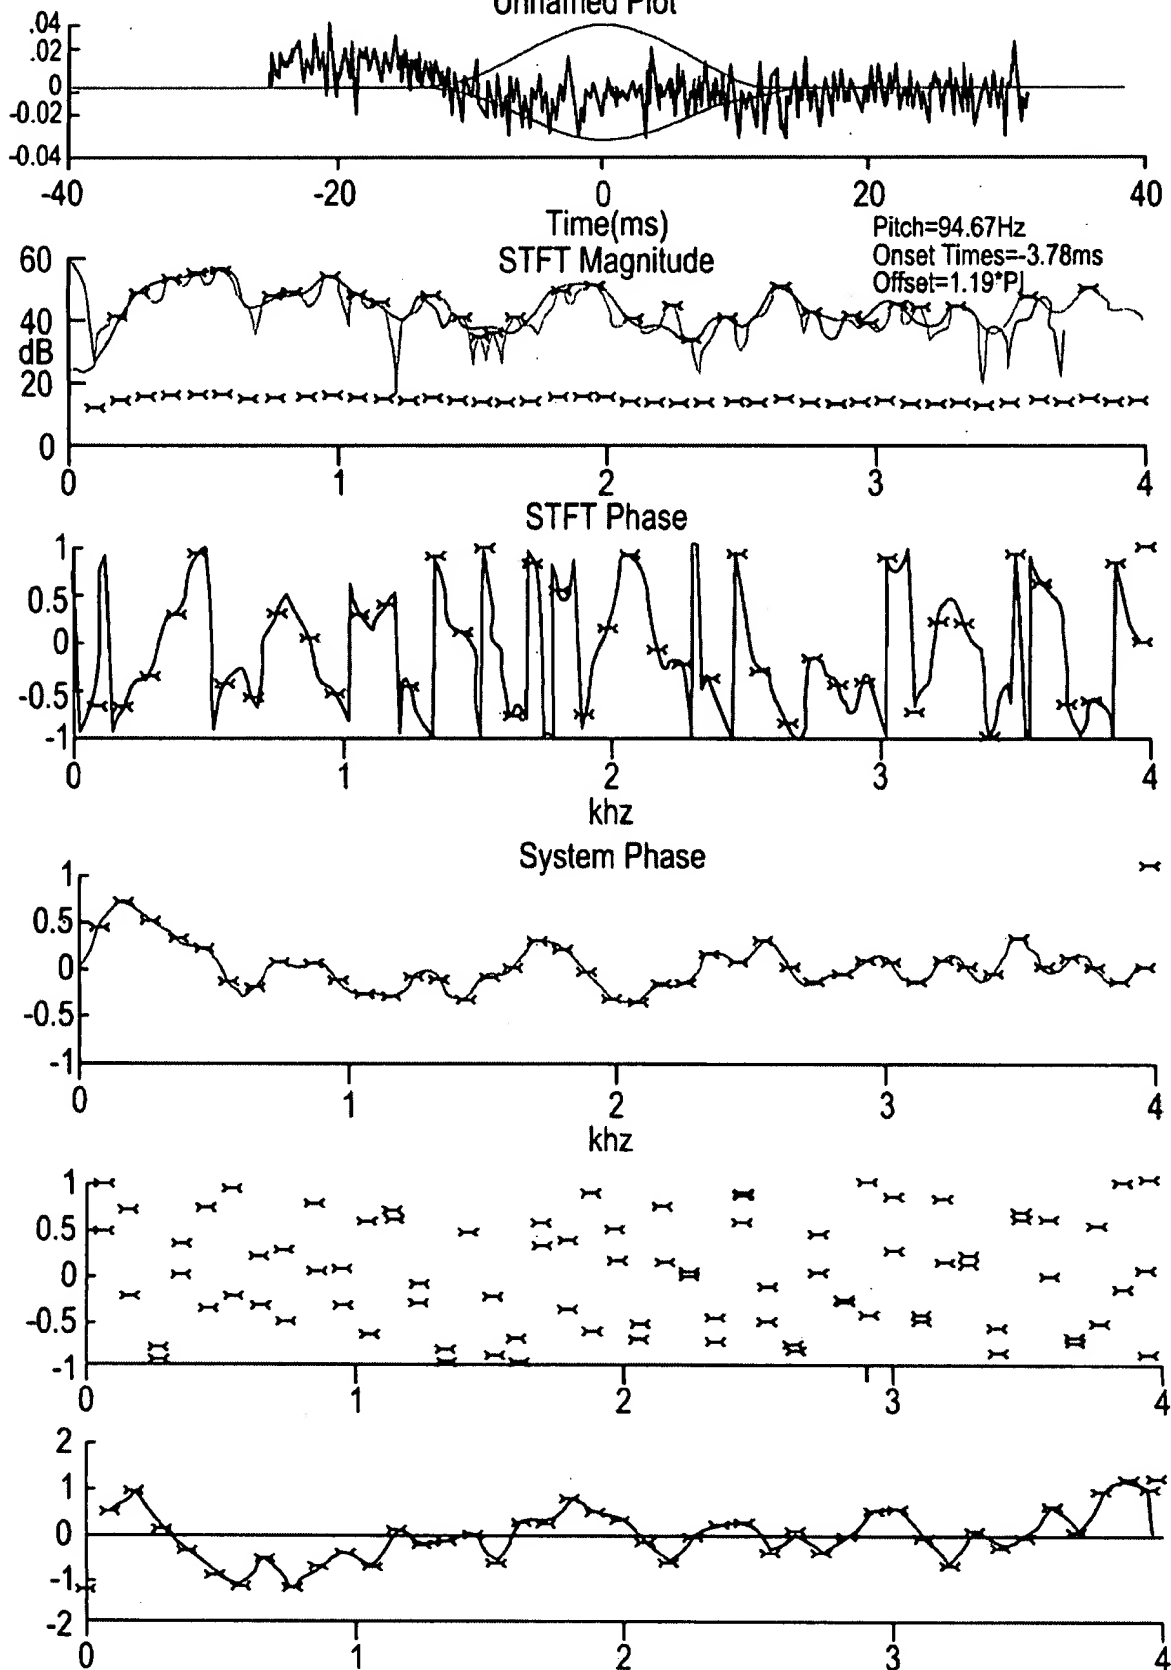 Unnamed Plot
.04
.02
0
-0.02
-0.04
-40 -20 0 20 40
Time(ms)
Pitch=94.67Hz
Onset Times=-3.78ms
Offset=1.19*PI
STFT Magnitude
60
40
dB
20
0
0 1 2 3 4
STFT Phase
1
0.5
0
-0.5
-1
0 1 2 3 4
khz
System Phase
1
0.5
0
-0.5
-1
0 1 2 3 4
khz
1
0.5
0
-0.5
-1
0 1 2 3 4
2
1
0
-1
-2
0 1 2 3 4